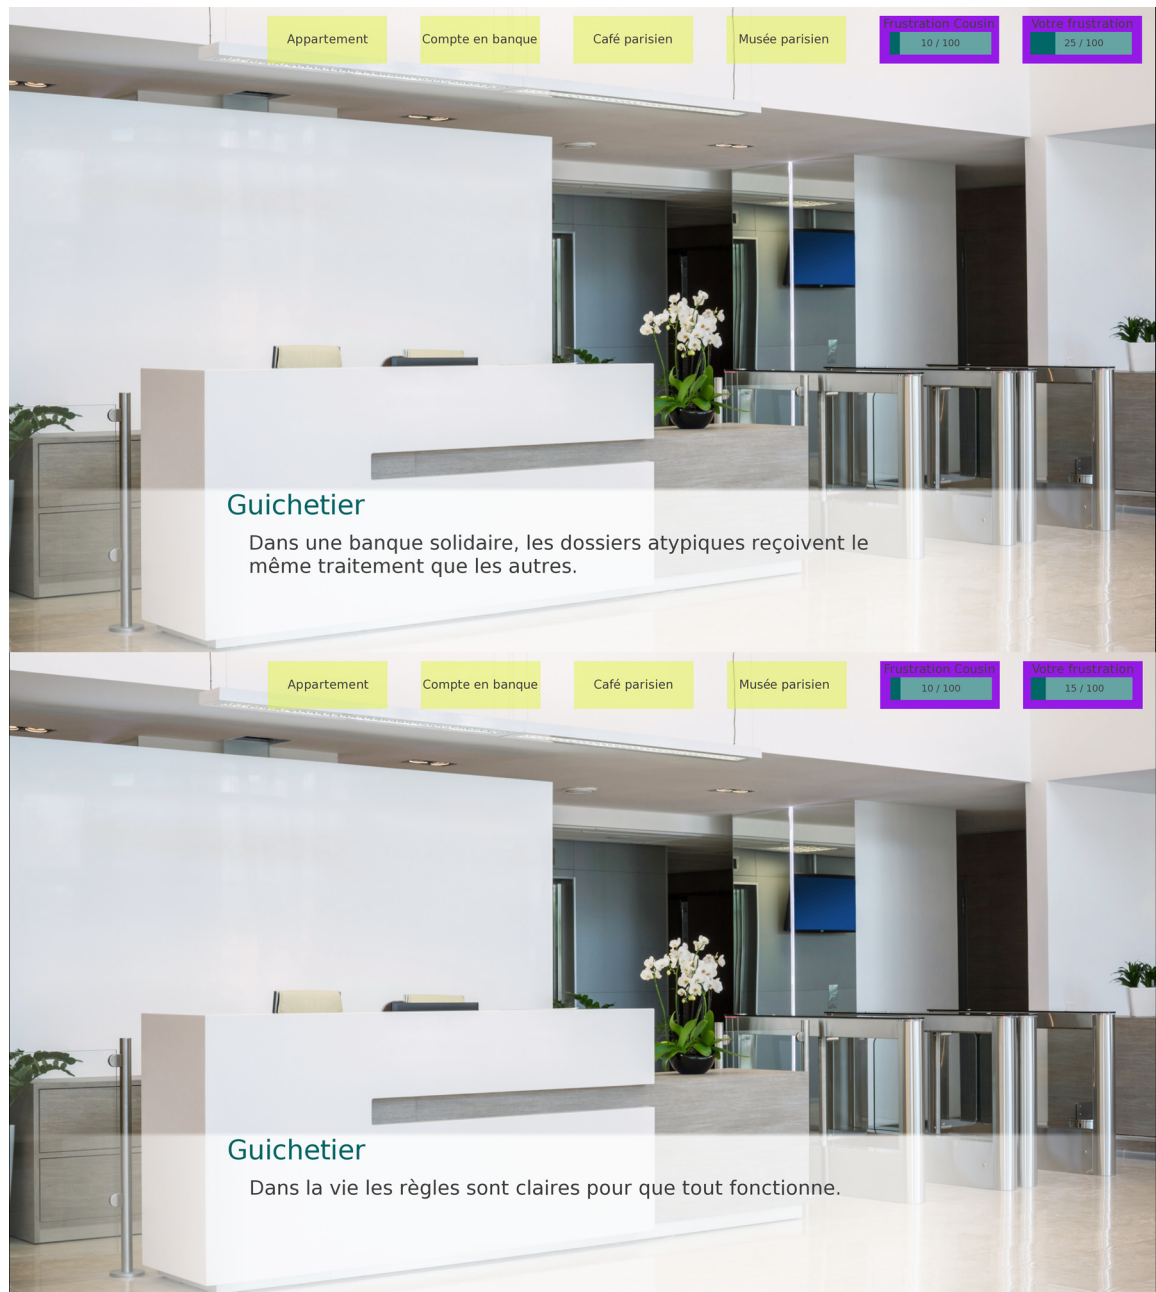 Appartement
Compte en banque
Café parisien
Musée parisien
Frustration Cousin
10 / 100
Votre frustration
25 / 100
Guichetier
Dans une banque solidaire, les dossiers atypiques reçoivent le
même traitement que les autres.
Appartement
Compte en banque
Café parisien
Musée parisien
Frustration Cousin
10 / 100
Votre frustration
15 / 100
Guichetier
Dans la vie les règles sont claires pour que tout fonctionne.